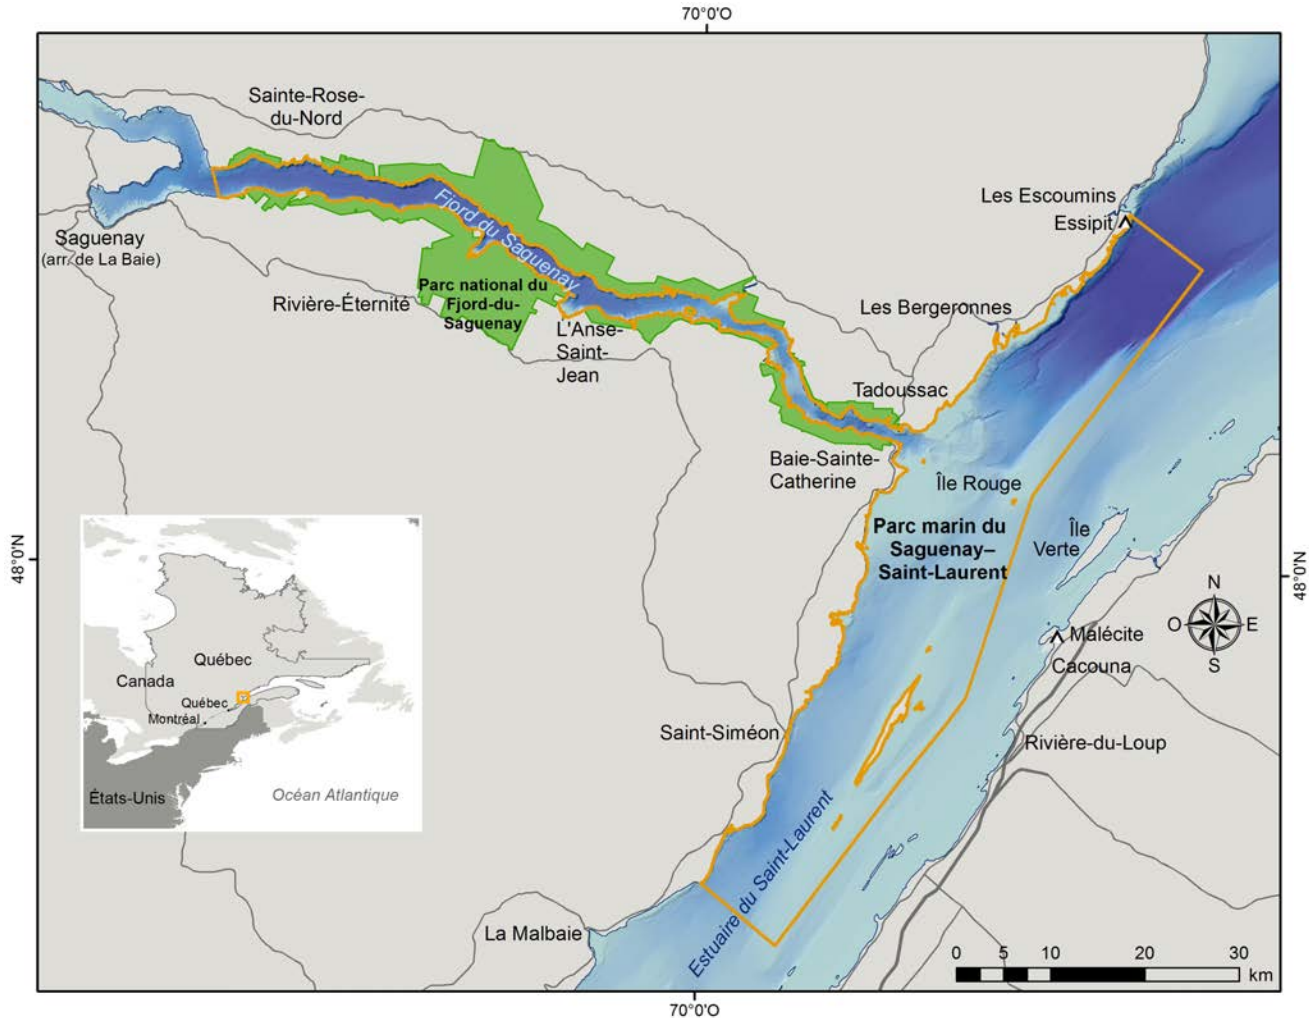 70°0'O
Sainte-Rose-
du-Nord
Les Escoumins
Essipit
Saguenay
(arr. de La Baie)
Fjord du Saguenay
Rivière-Éternité
Parc national du
Fjord-du-
Saguenay
L'Anse-
Saint-
Jean
Les Bergeronnes
Tadoussac
Baie-Sainte-
Catherine
Île Rouge
Parc marin du
Saguenay–
Saint-Laurent
Île
Verte
48°0'N
48°0'N
N
O
E
S
Malécite
Cacouna
Québec
Canada
Québec
Montréal
États-Unis
Océan Atlantique
Saint-Siméon
Rivière-du-Loup
Estuaire du Saint-Laurent
La Malbaie
0 5 10 20 30
km
70°0'O